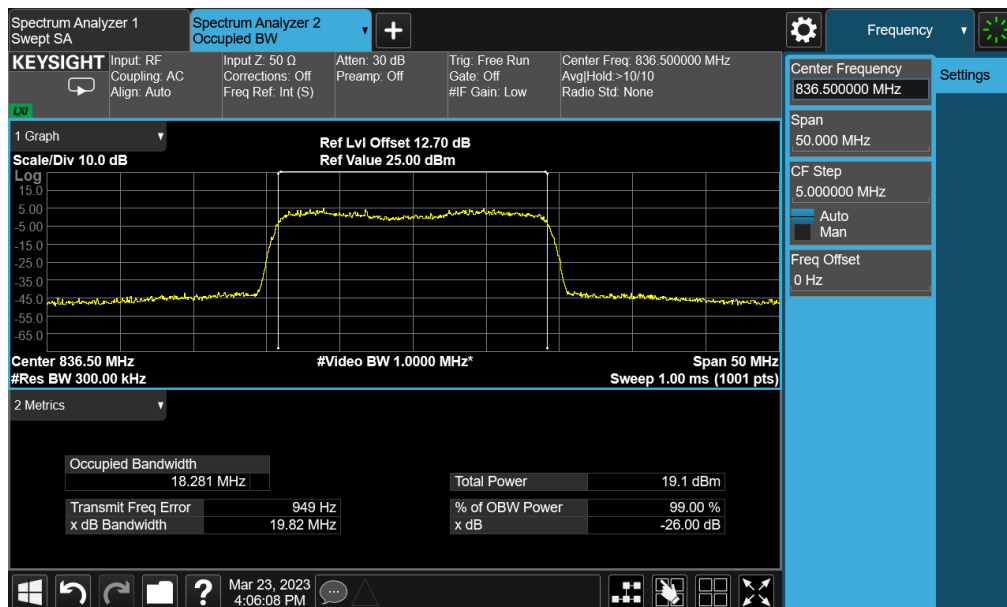 Spectrum Analyzer 1
Swept SA
Spectrum Analyzer 2
Occupied BW
Frequency
KEYSIGHT
LXI
Input: RF
Coupling: AC
Align: Auto
Input Z: 50 Ω
Corrections: Off
Freq Ref: Int (S)
Atten: 30 dB
Preamp: Off
Trig: Free Run
Gate: Off
#IF Gain: Low
Center Freq: 836.500000 MHz
Avg|Hold:>10/10
Radio Std: None
Center Frequency
836.500000 MHz
Settings
Span
50.000 MHz
CF Step
5.000000 MHz
Auto
Man
Freq Offset
0 Hz
1 Graph
Scale/Div 10.0 dB
Ref Lvl Offset 12.70 dB
Ref Value 25.00 dBm
Log
15.0
5.00
-5.00
-15.0
-25.0
-35.0
-45.0
-55.0
-65.0
Center 836.50 MHz
#Res BW 300.00 kHz
#Video BW 1.0000 MHz*
Span 50 MHz
Sweep 1.00 ms (1001 pts)
2 Metrics
Occupied Bandwidth
18.281 MHz
Transmit Freq Error 949 Hz
x dB Bandwidth 19.82 MHz
Total Power 19.1 dBm
% of OBW Power 99.00 %
x dB -26.00 dB
?
Mar 23, 2023
4:06:08 PM